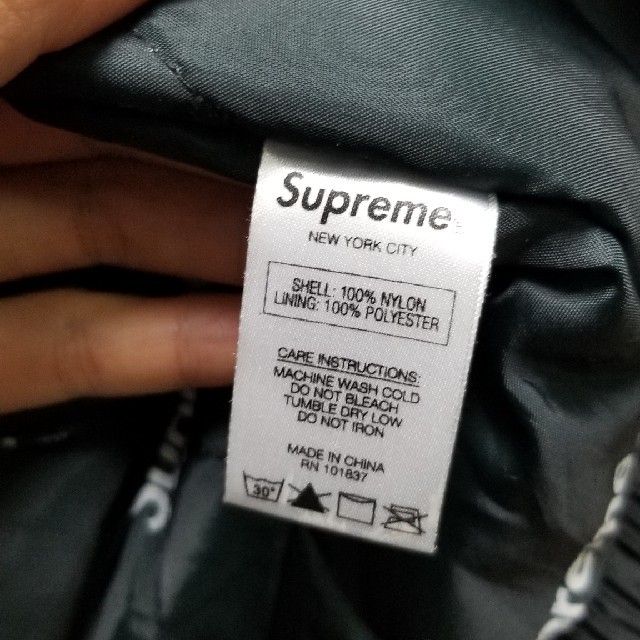 Supreme
NEW YORK CITY
SHELL: 100% NYLON
LINING: 100% POLYESTER
CARE INSTRUCTIONS:
MACHINE WASH COLD
DO NOT BLEACH
TUMBLE DRY LOW
DO NOT IRON
MADE IN CHINA
RN 101837
30°